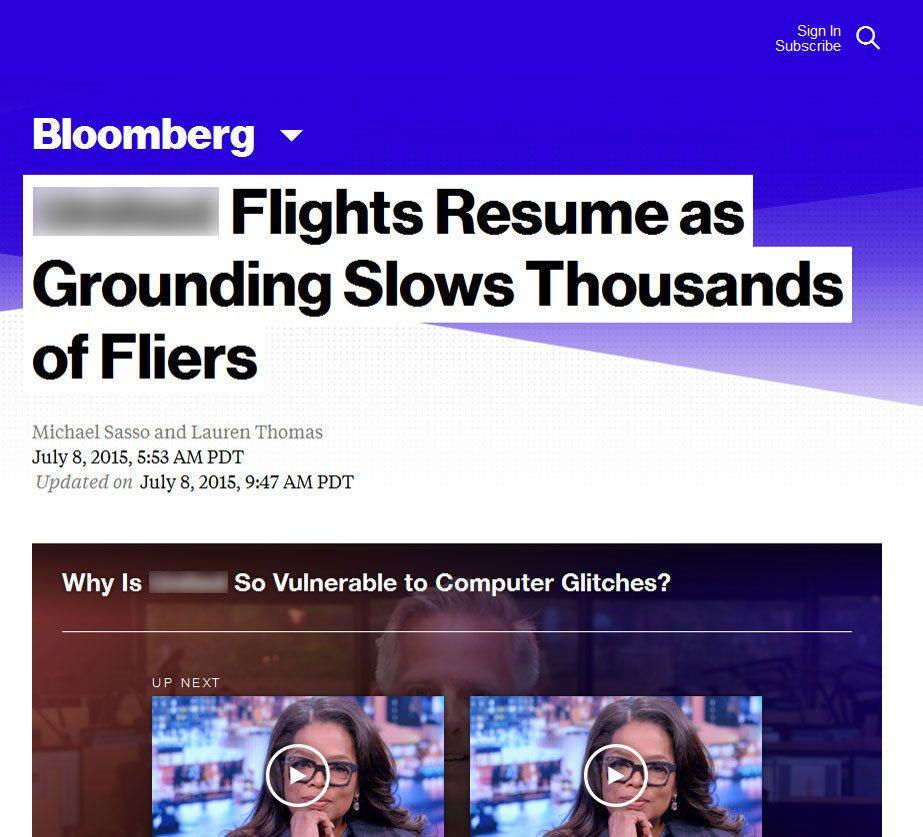 Sign In
Subscribe
Bloomberg
Flights Resume as
Grounding Slows Thousands
of Fliers
Michael Sasso and Lauren Thomas
July 8, 2015, 5:53 AM PDT
Updated on July 8, 2015, 9:47 AM PDT
Why Is So Vulnerable to Computer Glitches?
UP NEXT